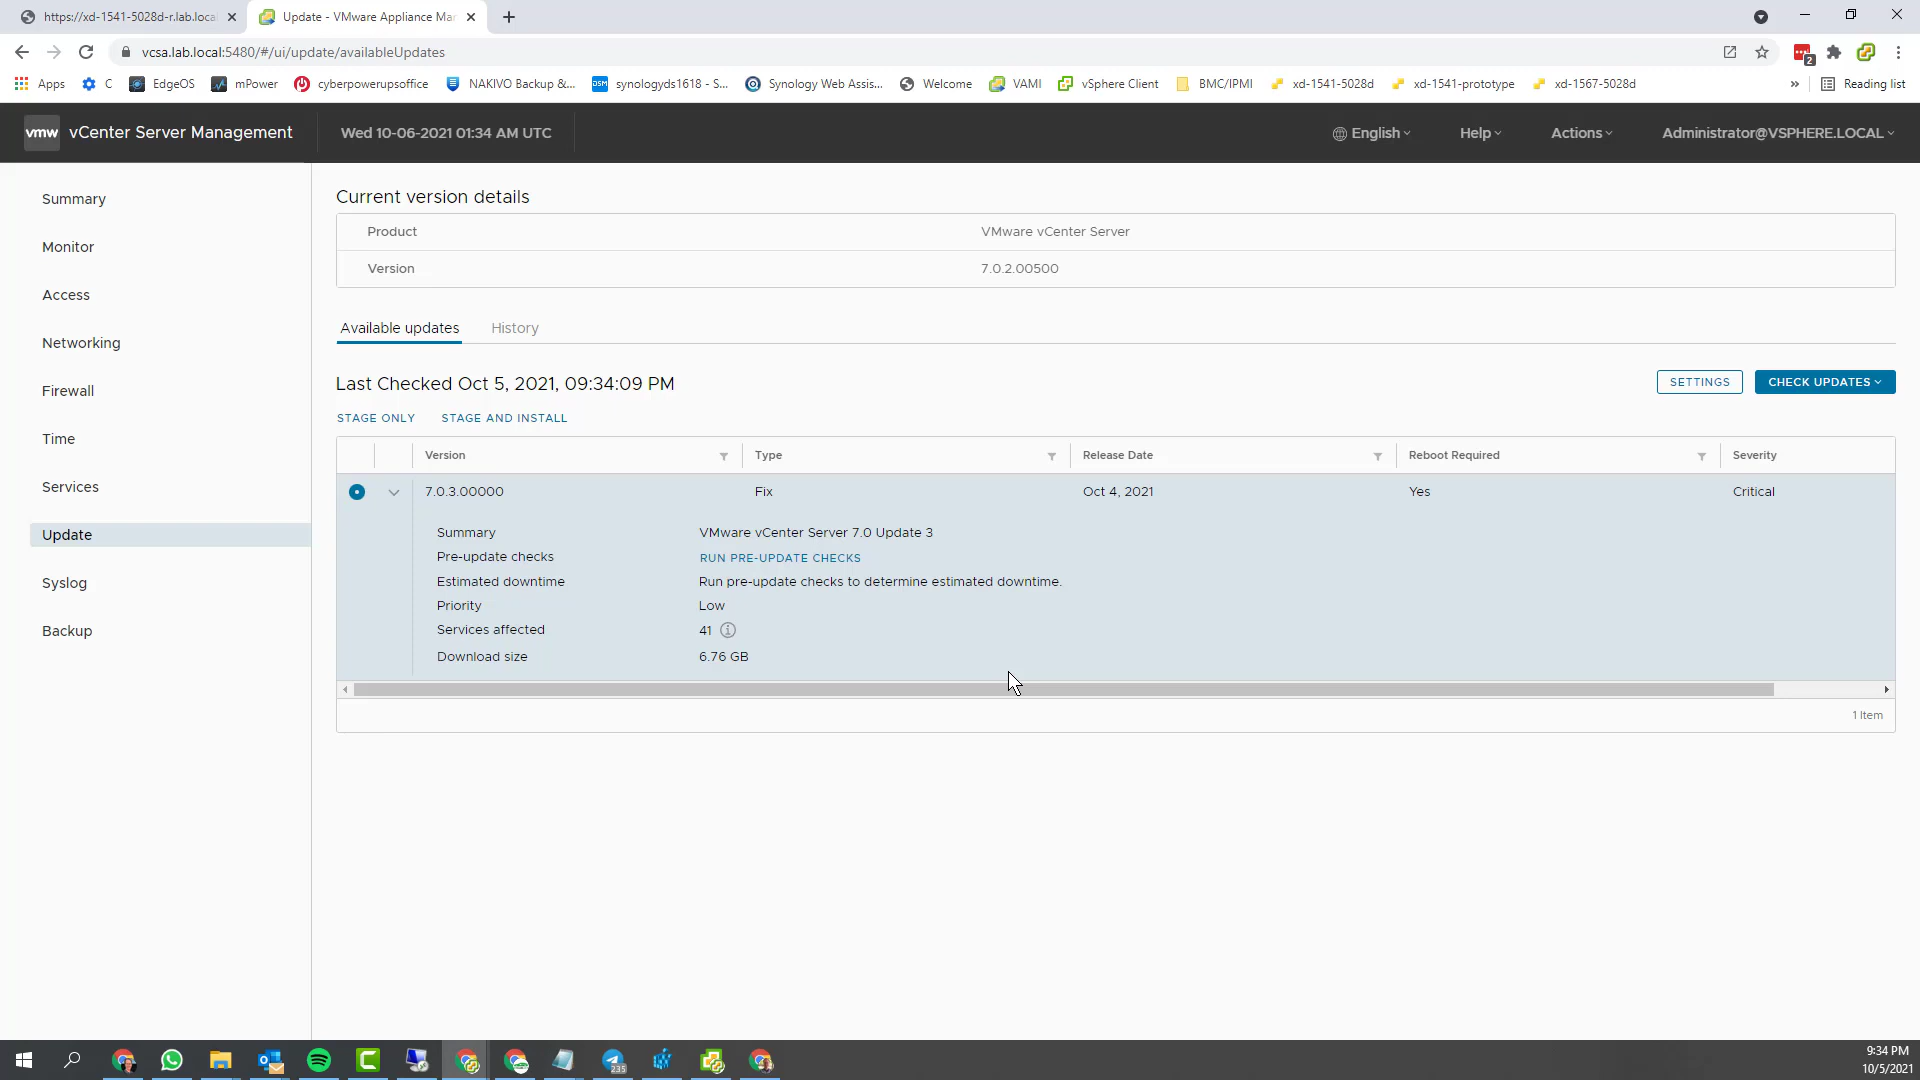 https://xd-1541-5028d-r.lab.loca
Update - VMware Appliance Mar
vcsa.lab.local:5480/#/ui/update/availableUpdates
2
Apps
C
EdgeOS
mPower
cyberpowerupsoffice
NAKIVO Backup &...
DSM
synologyds1618 - S...
Synology Web Assis...
Welcome
VAMI
vSphere Client
BMC/IPMI
xd-1541-5028d
xd-1541-prototype
xd-1567-5028d
»
Reading list
vmw
vCenter Server Management
Wed 10-06-2021 01:34 AM UTC
English
Help
Actions
Administrator@VSPHERE.LOCAL
Summary
Monitor
Access
Networking
Firewall
Time
Services
Update
Syslog
Backup
Current version details
Product VMware vCenter Server
Version 7.0.2.00500
Available updates
History
Last Checked Oct 5, 2021, 09:34:09 PM
SETTINGS
CHECK UPDATES
STAGE ONLY
STAGE AND INSTALL
Version Type Release Date Reboot Required Severity
7.0.3.00000 Fix Oct 4, 2021 Yes Critical
Summary VMware vCenter Server 7.0 Update 3
Pre-update checks RUN PRE-UPDATE CHECKS
Estimated downtime Run pre-update checks to determine estimated downtime.
Priority Low
Services affected 41
Download size 6.76 GB
1 Item
235
9:34 PM
10/5/2021